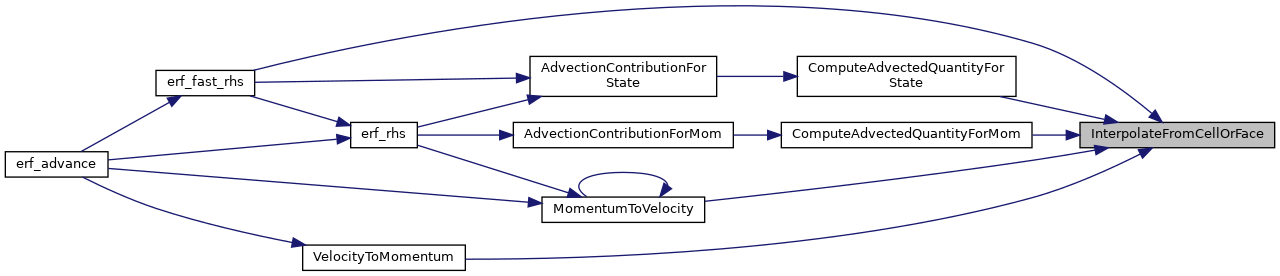 erf_advance
erf_fast_rhs
erf_rhs
VelocityToMomentum
AdvectionContributionFor
State
AdvectionContributionForMom
MomentumToVelocity
ComputeAdvectedQuantityFor
State
ComputeAdvectedQuantityForMom
InterpolateFromCellOrFace